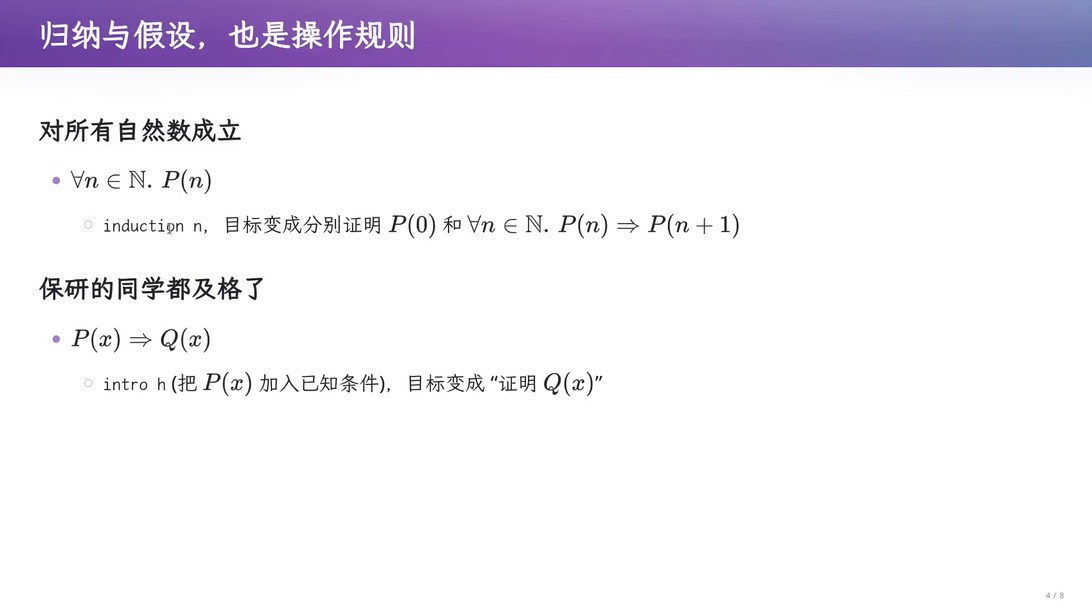 归纳与假设，也是操作规则
对所有自然数成立
∀n ∈ ℕ. P(n)
induction n，目标变成分别证明 P(0) 和 ∀n ∈ ℕ. P(n) ⇒ P(n + 1)
保研的同学都及格了
P(x) ⇒ Q(x)
intro h (把 P(x) 加入已知条件)，目标变成 “证明 Q(x)”
4 / 8